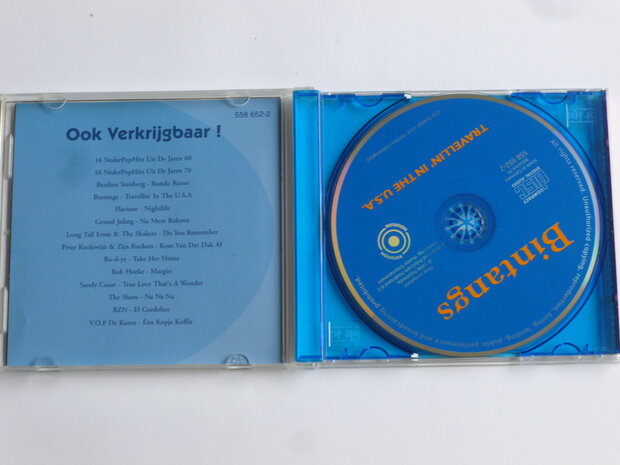 558 652-2
Ook Verkrijgbaar !
16 NederPopHits Uit De Jaren 60
16 NederPopHits Uit De Jaren 70
Berdien Stenberg - Rondo Russo
Bintangs - Travellin' In The U.S.A
Flavium - Nightlife
Gerard Joling - No More Boleros
Long Tall Ernie & The Shakers - Do You Remember
Peter Koelewijn & Zijn Rockets - Kom Van Dat Dak Af
Ro-d-ys - Take Her Home
Rob Hoeke - Margio
Sandy Coast - True Love That's A Wonder
The Shoes - Na Na Na
BZN - El Cordobes
V.O.F De Kunst - Één Kopje Koffie
Bintangs
TRAVELLIN' IN THE U.S.A.
558 652-2
COMPACT
disc
DIGITAL AUDIO
ROTATION
All rights reserved. Unauthorized copying, reproduction, hiring, lending, public performance and broadcasting prohibited.